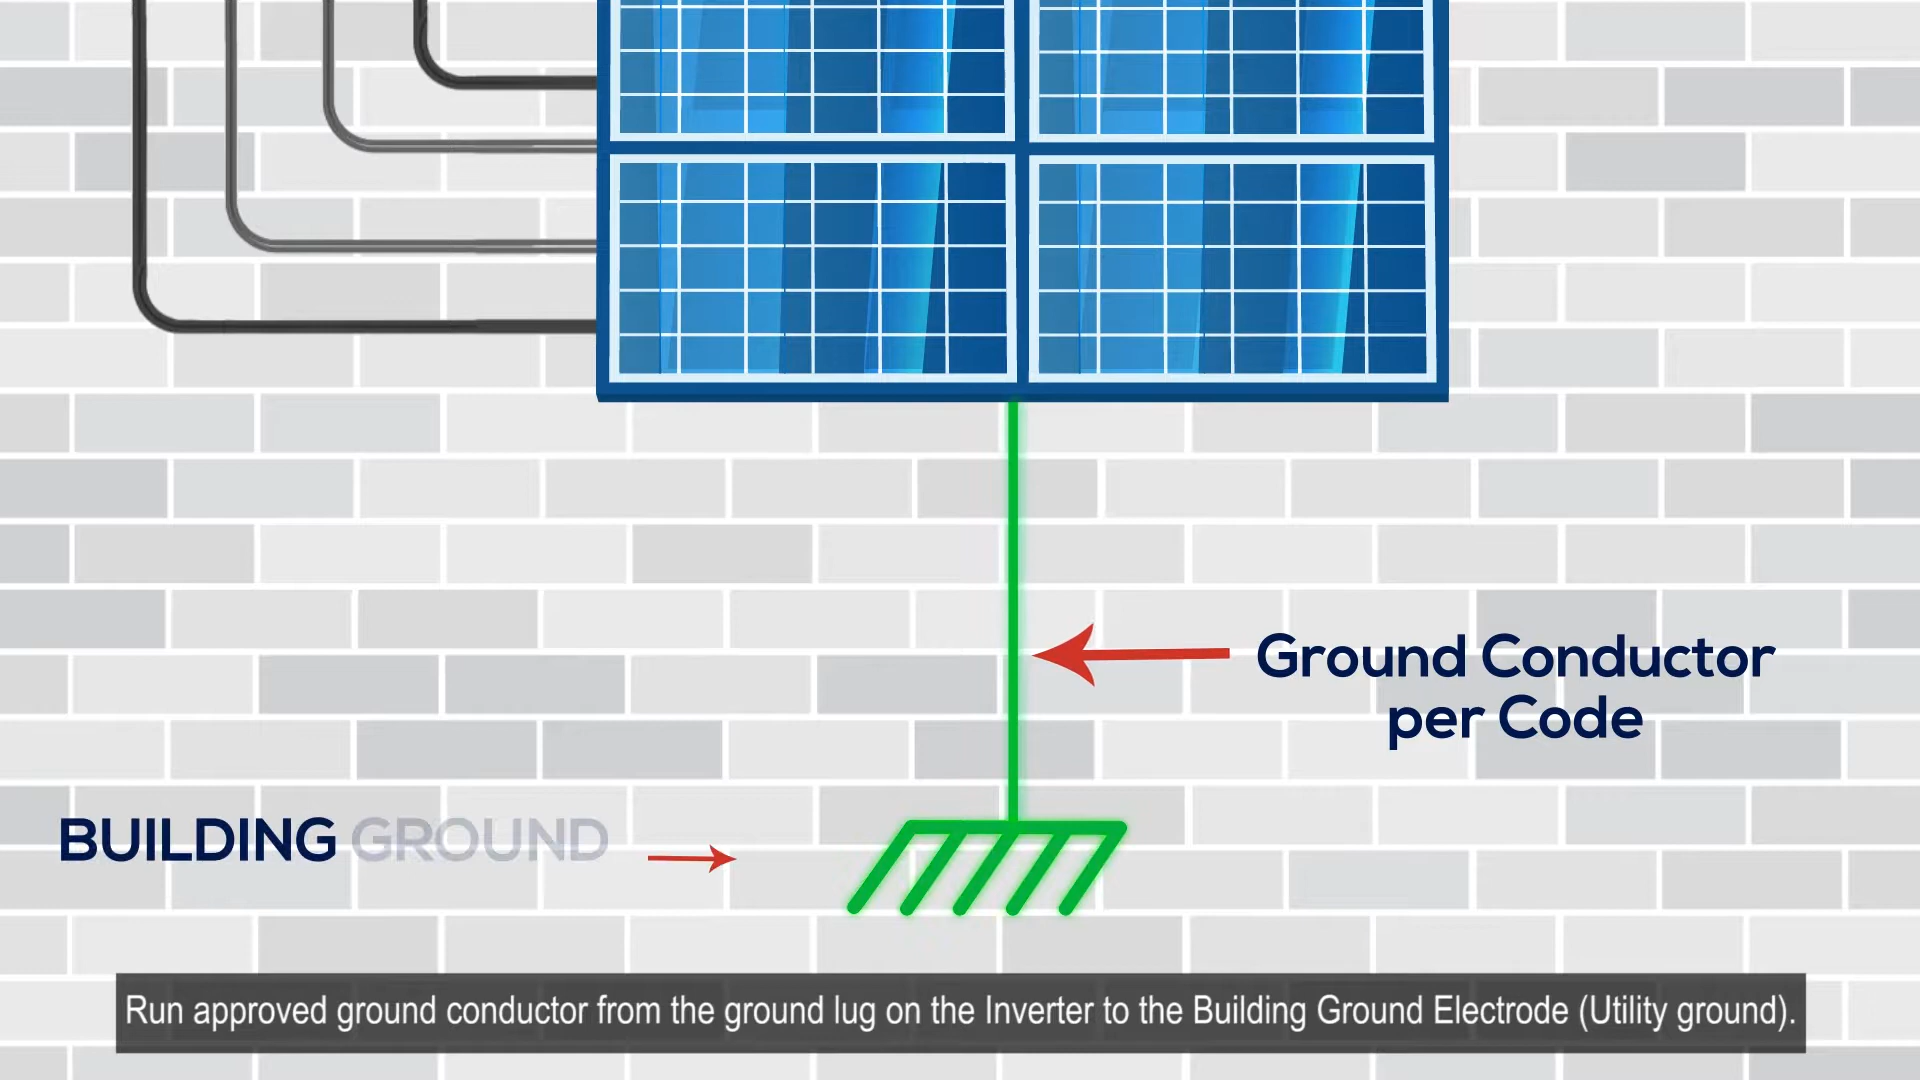 Ground Conductor
per Code
BUILDING GROUND
Run approved ground conductor from the ground lug on the Inverter to the Building Ground Electrode (Utility ground).